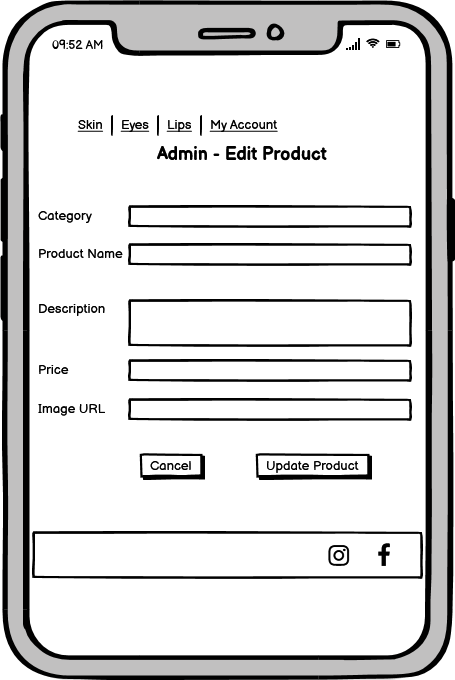 09:52 AM
Skin Eyes Lips My Account
Admin - Edit Product
Category
Product Name
Description
Price
Image URL
Cancel Update Product